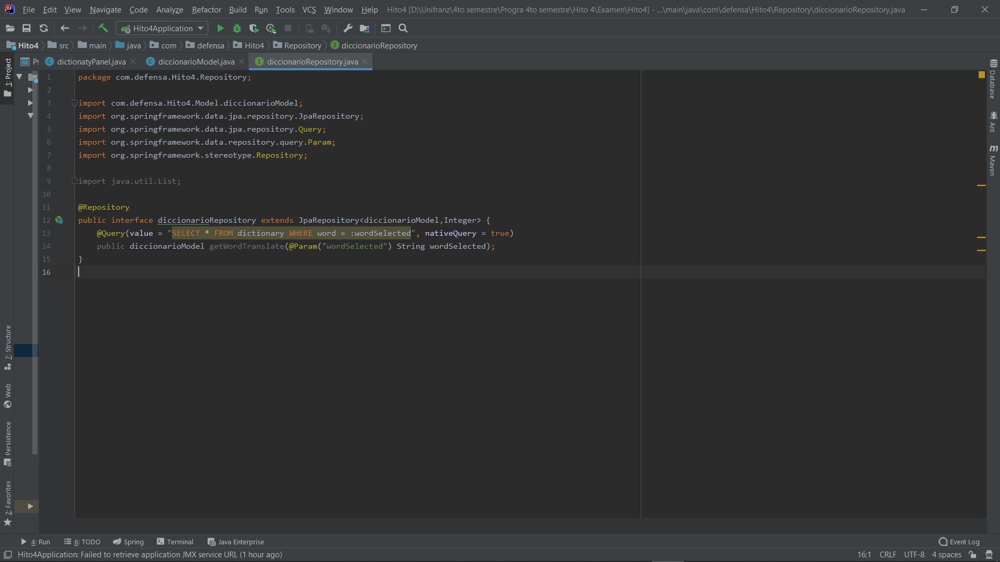 File Edit View Navigate Code Analyze Refactor Build Run Tools VCS Window Help Hito4 [D:\Unifranz\4to semestre\Progra 4to semestre\Hito 4\Examen\Hito4] - ...\main\java\com\defensa\Hito4\Repository\diccionarioRepository.java
Hito4Application
Hito4 src main java com defensa Hito4 Repository diccionarioRepository
dictionatyPanel.java diccionarioModel.java diccionarioRepository.java
1 package com.defensa.Hito4.Repository;
2
3 import com.defensa.Hito4.Model.diccionarioModel;
4 import org.springframework.data.jpa.repository.JpaRepository;
5 import org.springframework.data.jpa.repository.Query;
6 import org.springframework.data.repository.query.Param;
7 import org.springframework.stereotype.Repository;
8
9 import java.util.List;
10
11 @Repository
12 public interface diccionarioRepository extends JpaRepository<diccionarioModel,Integer> {
13 @Query(value = "SELECT * FROM dictionary WHERE word = :wordSelected", nativeQuery = true)
14 public diccionarioModel getWordTranslate(@Param("wordSelected") String wordSelected);
15 }
16
1: Project
7: Structure
Web
Persistence
2: Favorites
Database
Ant
Maven
4: Run 6: TODO Spring Terminal Java Enterprise Event Log
Hito4Application: Failed to retrieve application JMX service URL (1 hour ago) 16:1 CRLF UTF-8 4 spaces